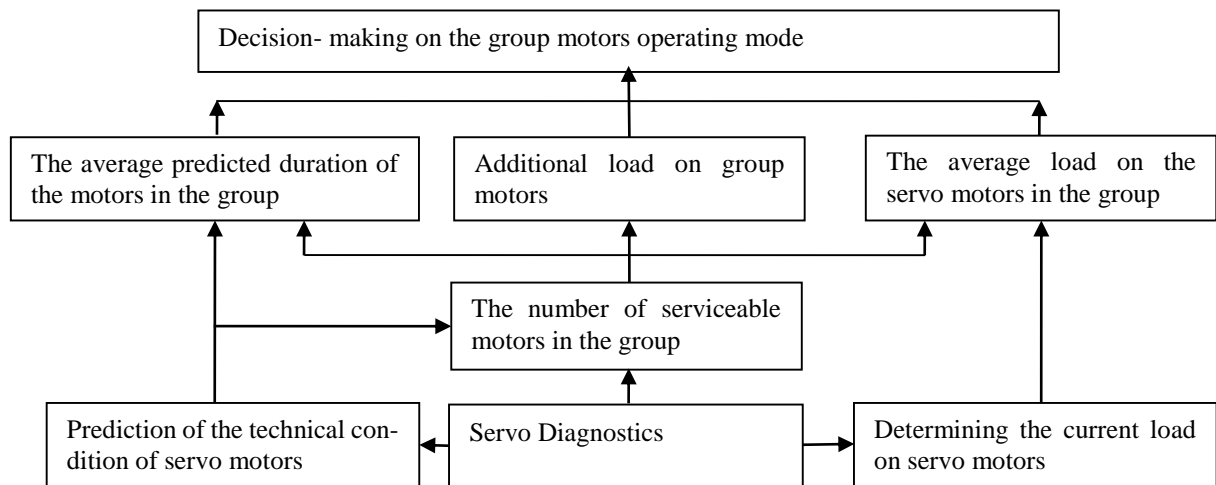 Decision- making on the group motors operating mode
The average predicted duration of
the motors in the group
Additional load on group
motors
The average load on the
servo motors in the group
The number of serviceable
motors in the group
Prediction of the technical con-
dition of servo motors
Servo Diagnostics
Determining the current load
on servo motors